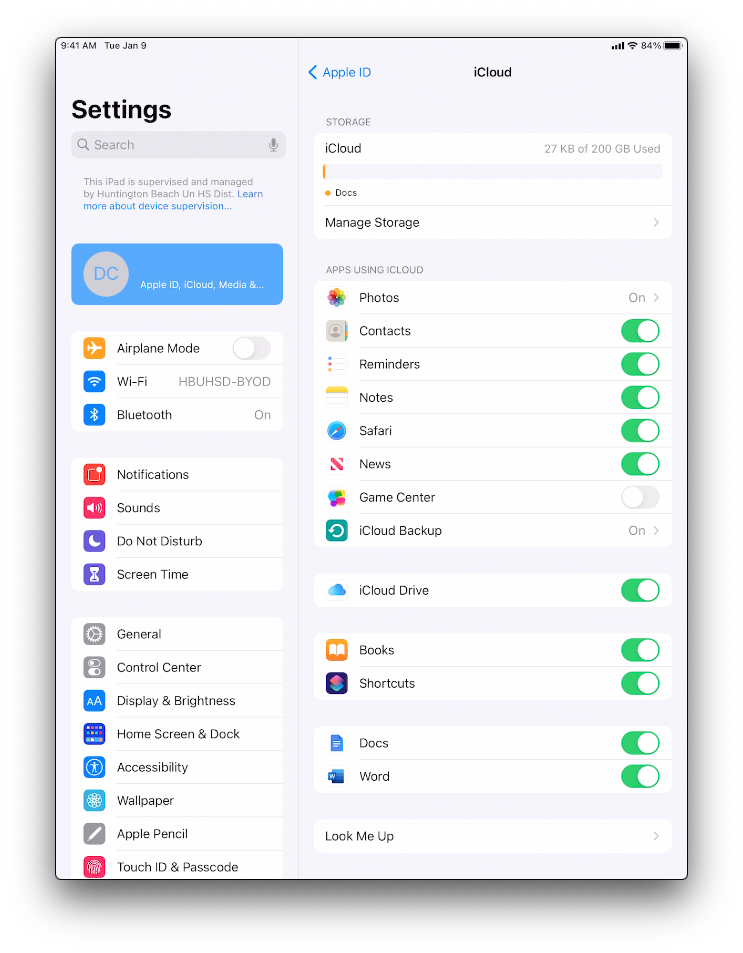 9:41 AM Tue Jan 9
84%
Settings
Search
This iPad is supervised and managed
by Huntington Beach Un HS Dist. Learn
more about device supervision...
DC
Apple ID, iCloud, Media &...
Airplane Mode
Wi-Fi HBUHSD-BYOD
Bluetooth On
Notifications
Sounds
Do Not Disturb
Screen Time
General
Control Center
AA Display & Brightness
Home Screen & Dock
Accessibility
Wallpaper
Apple Pencil
Touch ID & Passcode
Apple ID
iCloud
STORAGE
iCloud 27 KB of 200 GB Used
Docs
Manage Storage
APPS USING ICLOUD
Photos On
Contacts
Reminders
Notes
Safari
News
Game Center
iCloud Backup On
iCloud Drive
Books
Shortcuts
Docs
W Word
Look Me Up